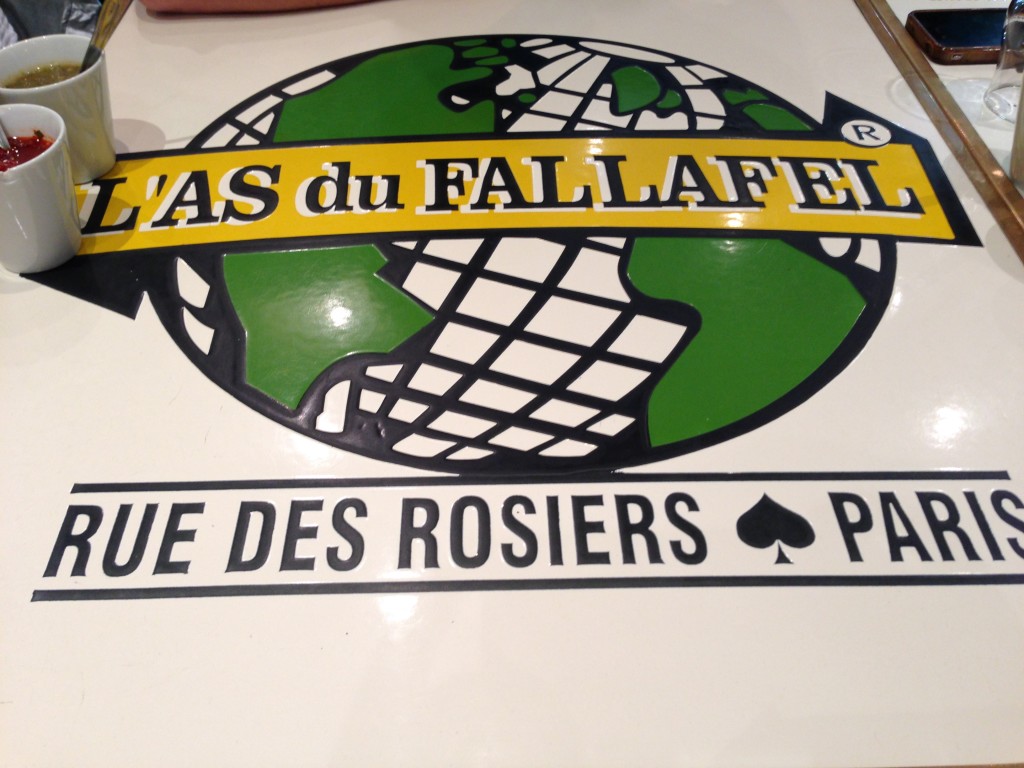 L'AS du FALLAFEL ®
RUE DES ROSIERS ♠ PARIS